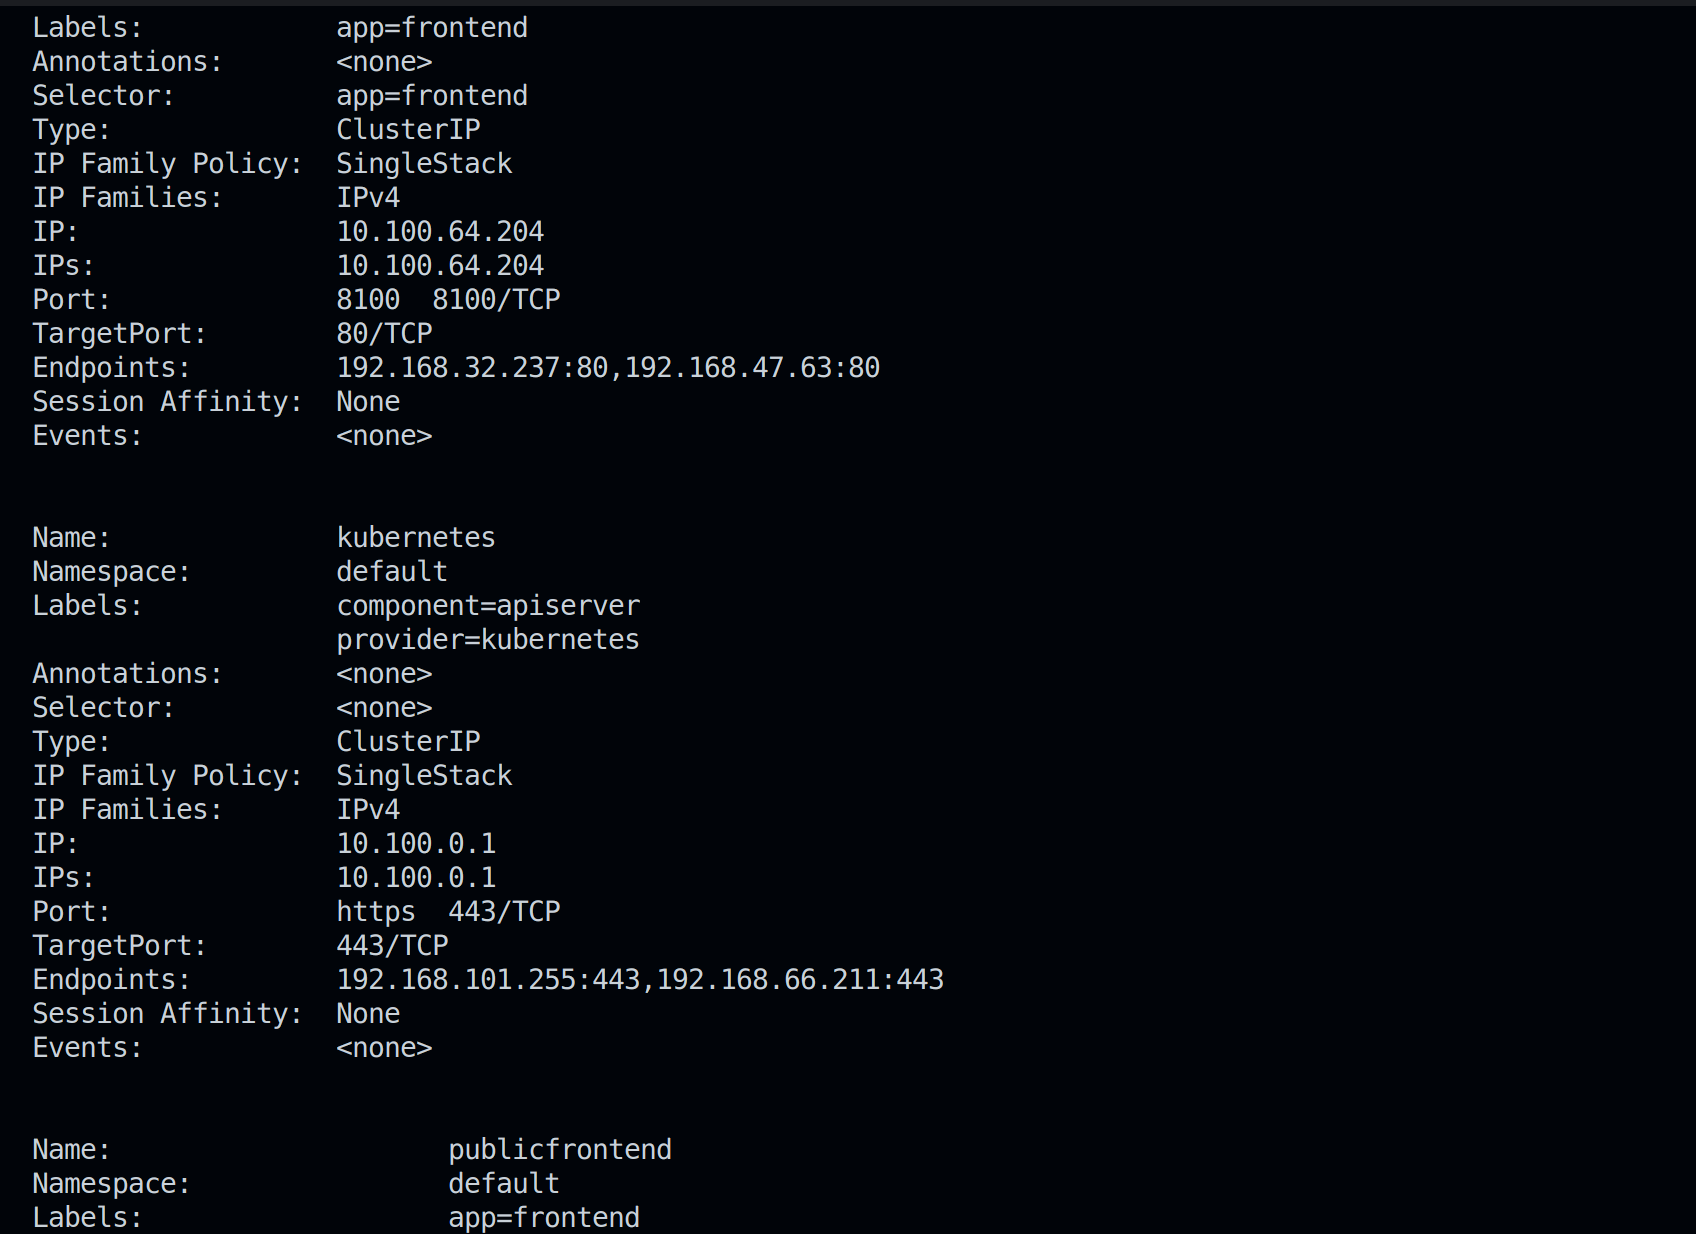 Labels:            app=frontend
Annotations:       <none>
Selector:          app=frontend
Type:              ClusterIP
IP Family Policy:  SingleStack
IP Families:       IPv4
IP:                10.100.64.204
IPs:               10.100.64.204
Port:              8100  8100/TCP
TargetPort:        80/TCP
Endpoints:         192.168.32.237:80,192.168.47.63:80
Session Affinity:  None
Events:            <none>


Name:              kubernetes
Namespace:         default
Labels:            component=apiserver
                   provider=kubernetes
Annotations:       <none>
Selector:          <none>
Type:              ClusterIP
IP Family Policy:  SingleStack
IP Families:       IPv4
IP:                10.100.0.1
IPs:               10.100.0.1
Port:              https  443/TCP
TargetPort:        443/TCP
Endpoints:         192.168.101.255:443,192.168.66.211:443
Session Affinity:  None
Events:            <none>


Name:                     publicfrontend
Namespace:                default
Labels:                   app=frontend